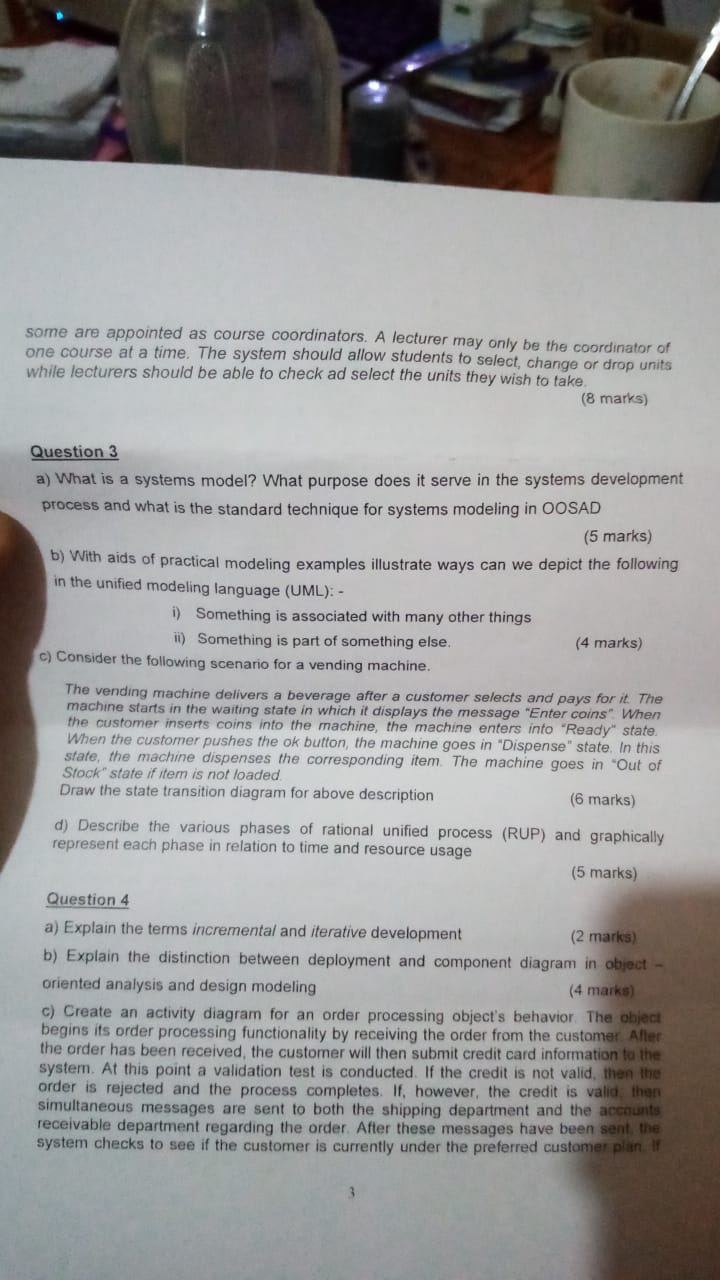 some are appointed as course coordinators. A lecturer may only be the coordinator of
one course at a time. The system should allow students to select, change or drop units
while lecturers should be able to check ad select the units they wish to take.
(8 marks)
Question 3
a) What is a systems model? What purpose does it serve in the systems development
process and what is the standard technique for systems modeling in OOSAD
(5 marks)
b) With aids of practical modeling examples illustrate ways can we depict the following
in the unified modeling language (UML): -
i) Something is associated with many other things
ii) Something is part of something else. (4 marks)
c) Consider the following scenario for a vending machine.
The vending machine delivers a beverage after a customer selects and pays for it. The
machine starts in the waiting state in which it displays the message "Enter coins". When
the customer inserts coins into the machine, the machine enters into "Ready" state.
When the customer pushes the ok button, the machine goes in "Dispense" state. In this
state, the machine dispenses the corresponding item. The machine goes in "Out of
Stock" state if item is not loaded.
Draw the state transition diagram for above description (6 marks)
d) Describe the various phases of rational unified process (RUP) and graphically
represent each phase in relation to time and resource usage
(5 marks)
Question 4
a) Explain the terms incremental and iterative development (2 marks)
b) Explain the distinction between deployment and component diagram in object –
oriented analysis and design modeling (4 marks)
c) Create an activity diagram for an order processing object's behavior. The object
begins its order processing functionality by receiving the order from the customer. After
the order has been received, the customer will then submit credit card information to the
system. At this point a validation test is conducted. If the credit is not valid, then the
order is rejected and the process completes. If, however, the credit is valid, then
simultaneous messages are sent to both the shipping department and the accounts
receivable department regarding the order. After these messages have been sent, the
system checks to see if the customer is currently under the preferred customer plan. If
3